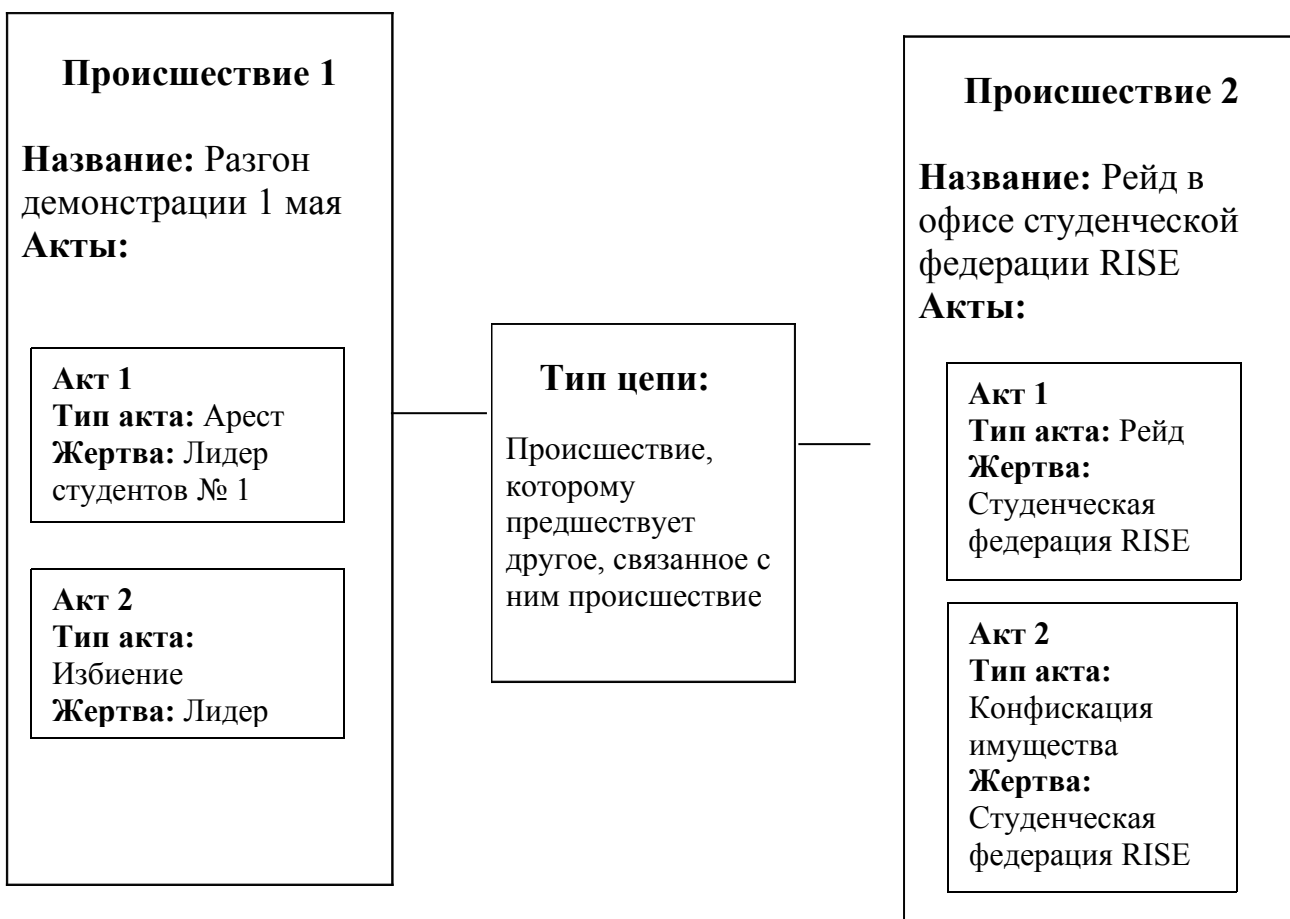 Происшествие 1
Название: Разгон
демонстрации 1 мая
Акты:
Акт 1
Тип акта: Арест
Жертва: Лидер
студентов № 1
Акт 2
Тип акта:
Избиение
Жертва: Лидер
Тип цепи:
Происшествие,
которому
предшествует
другое, связанное с
ним происшествие
Происшествие 2
Название: Рейд в
офисе студенческой
федерации RISE
Акты:
Акт 1
Тип акта: Рейд
Жертва:
Студенческая
федерация RISE
Акт 2
Тип акта:
Конфискация
имущества
Жертва:
Студенческая
федерация RISE